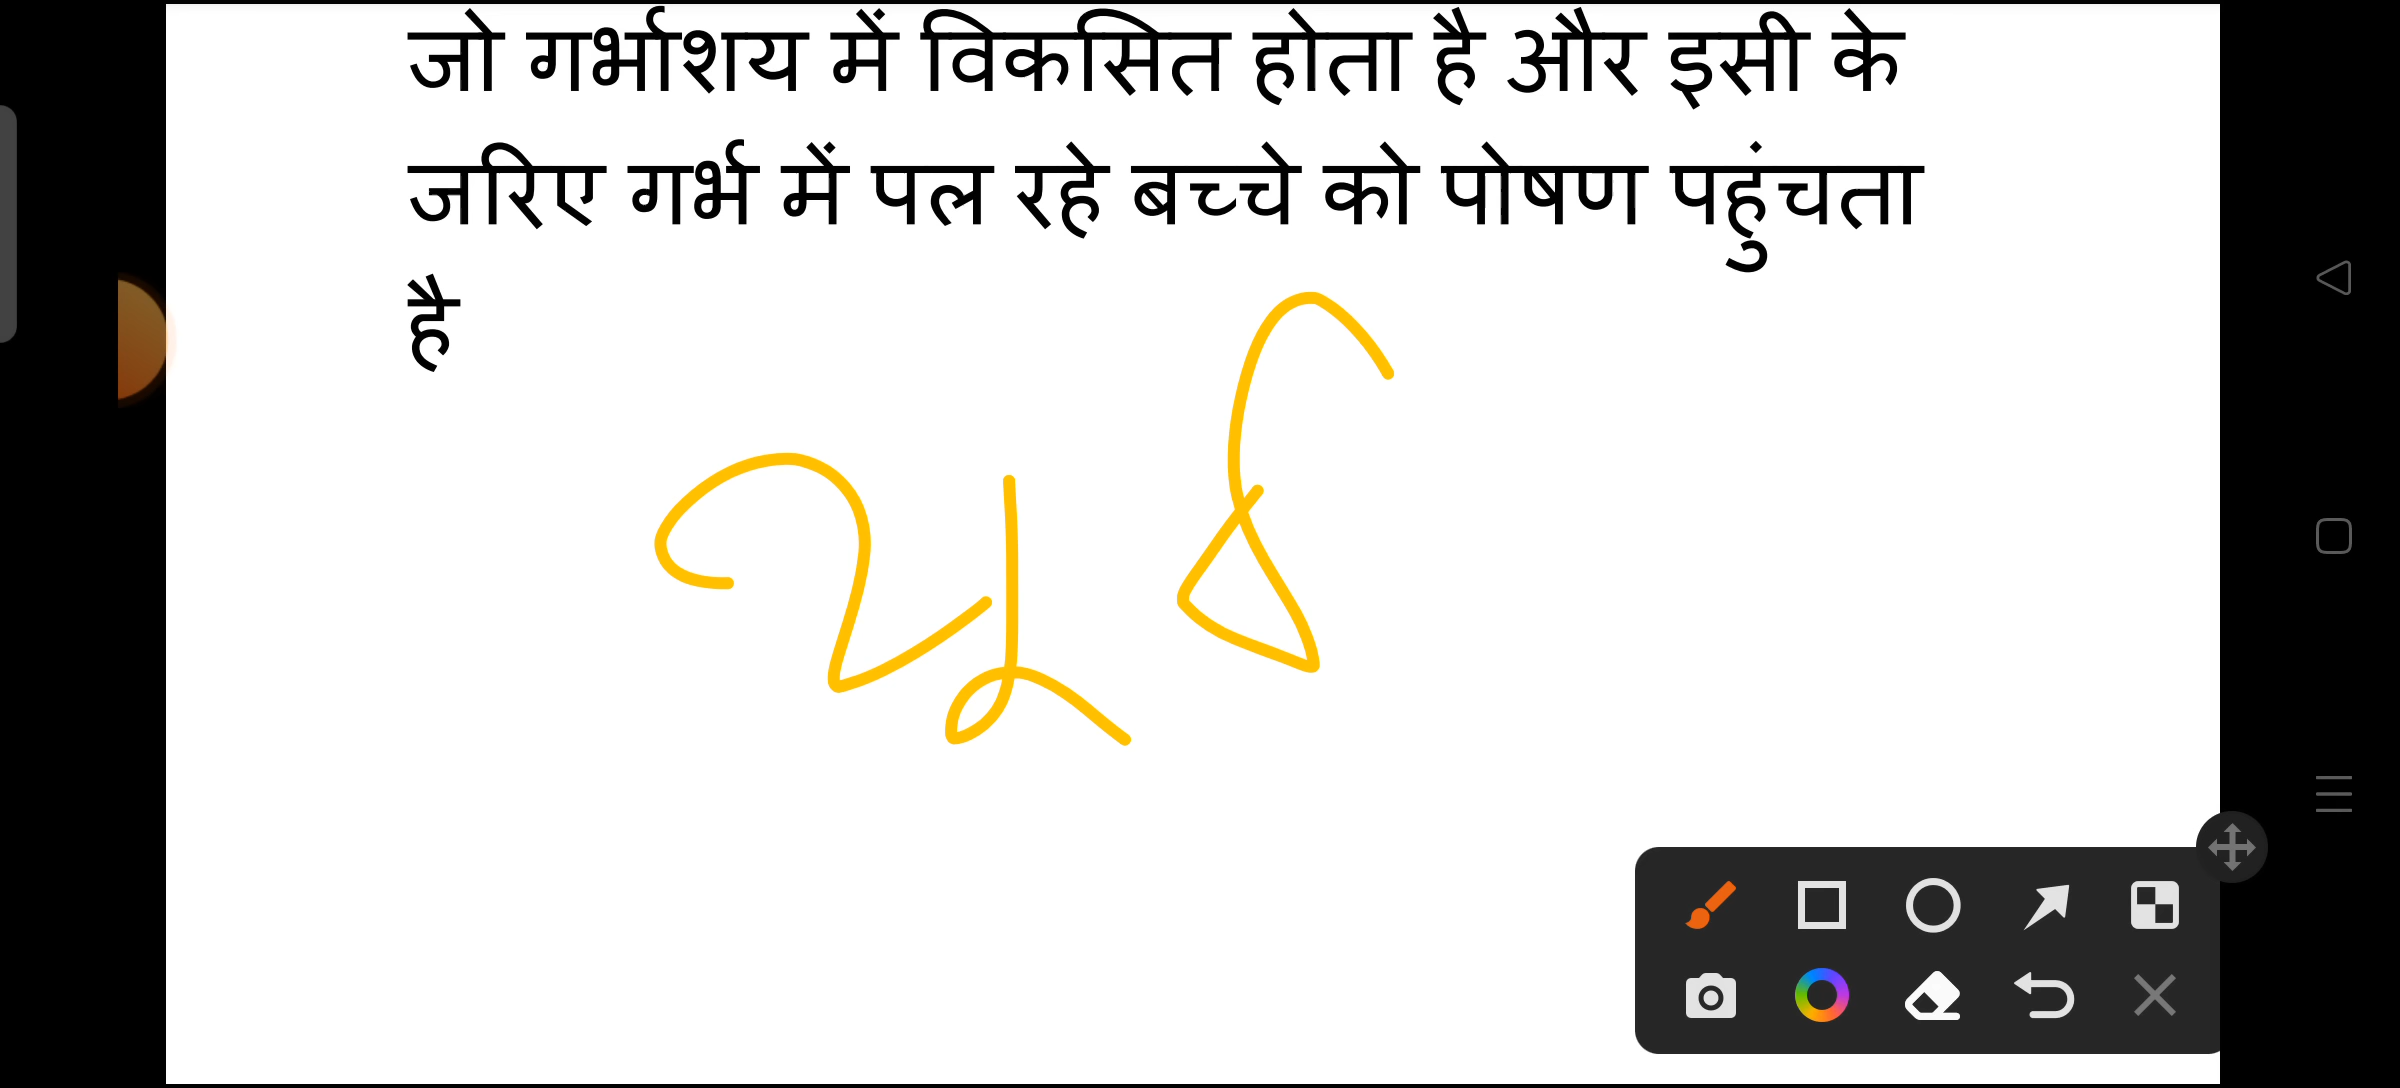 जो गर्भाशय में विकसित होता है और इसी के
जरिए गर्भ में पल रहे बच्चे को पोषण पहुंचता
है